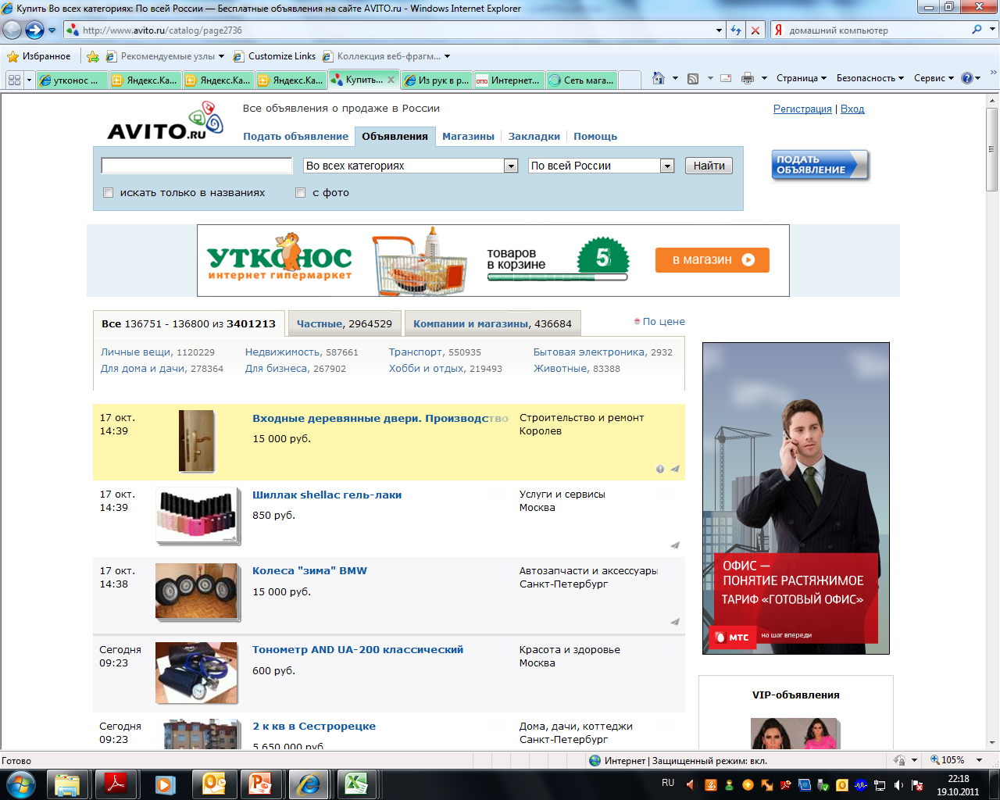 Купить Во всех категориях: По всей России — Бесплатные объявления на сайте AVITO.ru - Windows Internet Explorer
http://www.avito.ru/catalog/page2736
домашний компьютер
Избранное
Рекомендуемые узлы
Customize Links
Коллекция веб-фрагм...
утконос ...
Яндекс.Ка...
Яндекс.Ка...
Яндекс.Ка...
Купить...
Из рук в р...
OTTO Интернет...
Сеть мага...
Страница
Безопасность
Сервис
AVITO.RU
Все объявления о продаже в России
Регистрация | Вход
Подать объявление
Объявления
Магазины
Закладки
Помощь
Во всех категориях
По всей России
Найти
искать только в названиях
с фото
ПОДАТЬ
ОБЪЯВЛЕНИЕ
УТКОНОС
интернет гипермаркет
товаров
в корзине
5
в магазин
Все 136751 - 136800 из 3401213
Частные, 2964529
Компании и магазины, 436684
По цене
Личные вещи, 1120229
Недвижимость, 587661
Транспорт, 550935
Бытовая электроника, 2932
Для дома и дачи, 278364
Для бизнеса, 267902
Хобби и отдых, 219493
Животные, 83388
17 окт.
14:39
Входные деревянные двери. Производство
15 000 руб.
Строительство и ремонт
Королев
17 окт.
14:39
Шиллак shellac гель-лаки
850 руб.
Услуги и сервисы
Москва
17 окт.
14:38
Колеса "зима" BMW
15 000 руб.
Автозапчасти и аксессуары
Санкт-Петербург
Сегодня
09:23
Тонометр AND UA-200 классический
600 руб.
Красота и здоровье
Москва
Сегодня
09:23
2 к кв в Сестрорецке
5 650 000 руб.
Дома, дачи, коттеджи
Санкт-Петербург
ОФИС —
ПОНЯТИЕ РАСТЯЖИМОЕ
ТАРИФ «ГОТОВЫЙ ОФИС»
МТС
на шаг впереди
VIP-объявления
Готово
Интернет | Защищенный режим: вкл.
105%
RU
22:18
19.10.2011